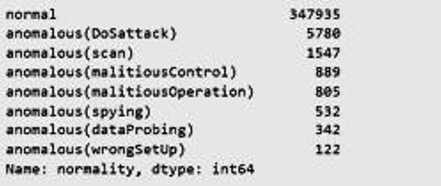 normal 347935
anomalous(DoSattack) 5780
anomalous(scan) 1547
anomalous(malitiousControl) 889
anomalous(malitiousOperation) 805
anomalous(spying) 532
anomalous(dataProbing) 342
anomalous(wrongSetUp) 122
Name: normality, dtype: int64